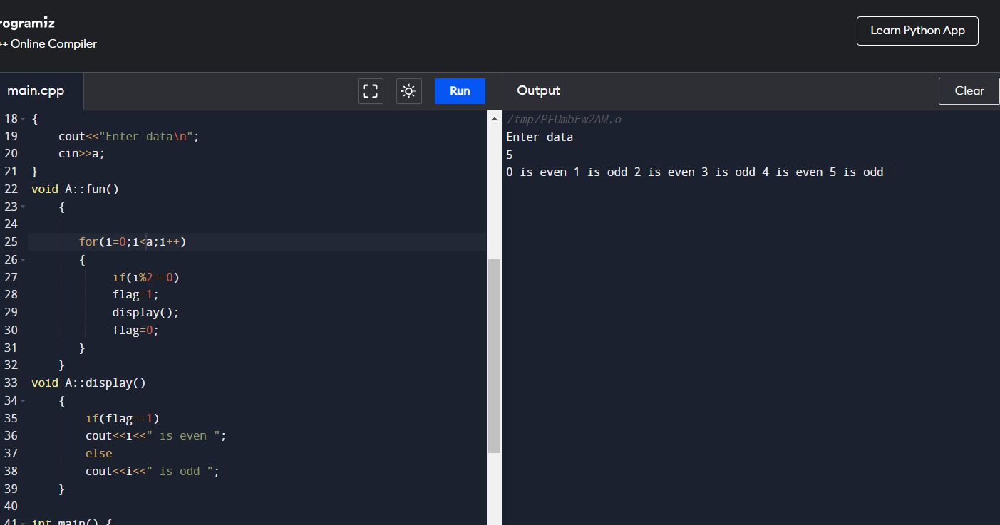 rogramiz
++ Online Compiler
Learn Python App
main.cpp
Run
Output
Clear
18 {
19 cout<<"Enter data\n";
20 cin>>a;
21 }
22 void A::fun()
23 {
24
25 for(i=0;i<a;i++)
26 {
27 if(i%2==0)
28 flag=1;
29 display();
30 flag=0;
31 }
32 }
33 void A::display()
34 {
35 if(flag==1)
36 cout<<i<<" is even ";
37 else
38 cout<<i<<" is odd ";
39 }
40
41 int main() {
/tmp/PFUmbEw2AM.o
Enter data
5
0 is even 1 is odd 2 is even 3 is odd 4 is even 5 is odd